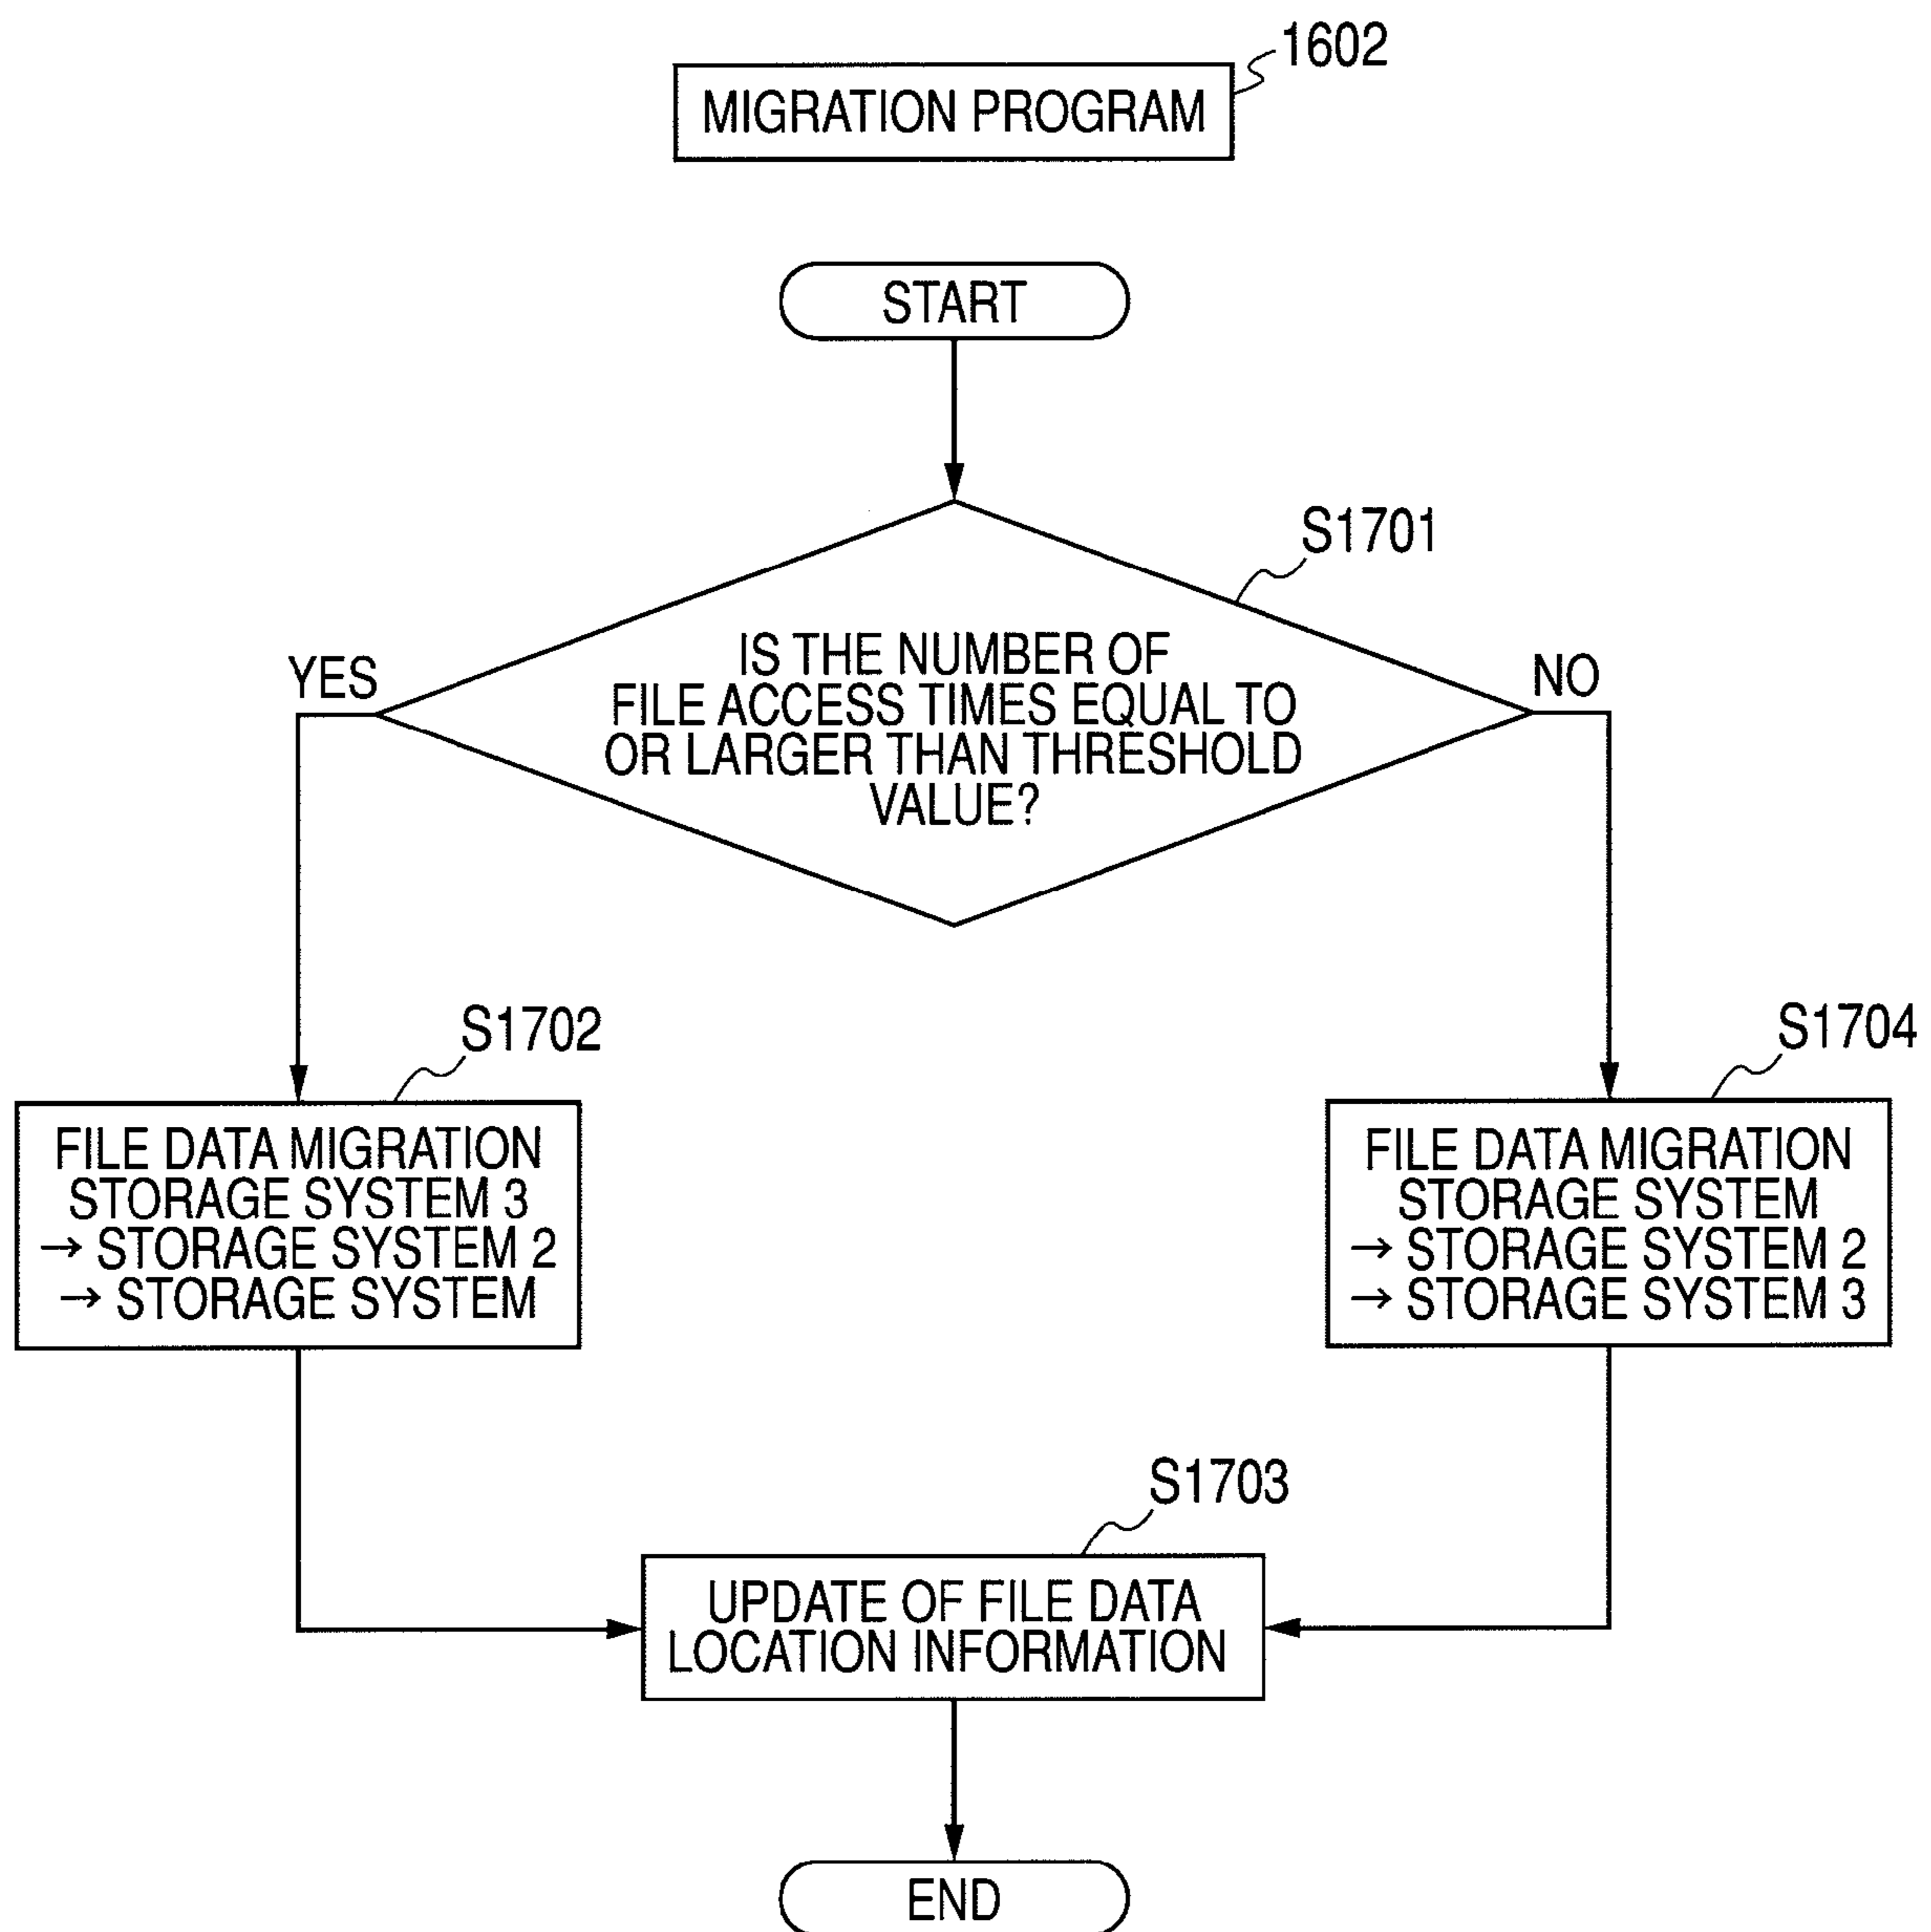 1602
MIGRATION PROGRAM
START
S1701
IS THE NUMBER OF
FILE ACCESS TIMES EQUAL TO
OR LARGER THAN THRESHOLD
VALUE?
YES
NO
S1702
FILE DATA MIGRATION
STORAGE SYSTEM 3
→ STORAGE SYSTEM 2
→ STORAGE SYSTEM
S1704
FILE DATA MIGRATION
STORAGE SYSTEM
→ STORAGE SYSTEM 2
→ STORAGE SYSTEM 3
S1703
UPDATE OF FILE DATA
LOCATION INFORMATION
END